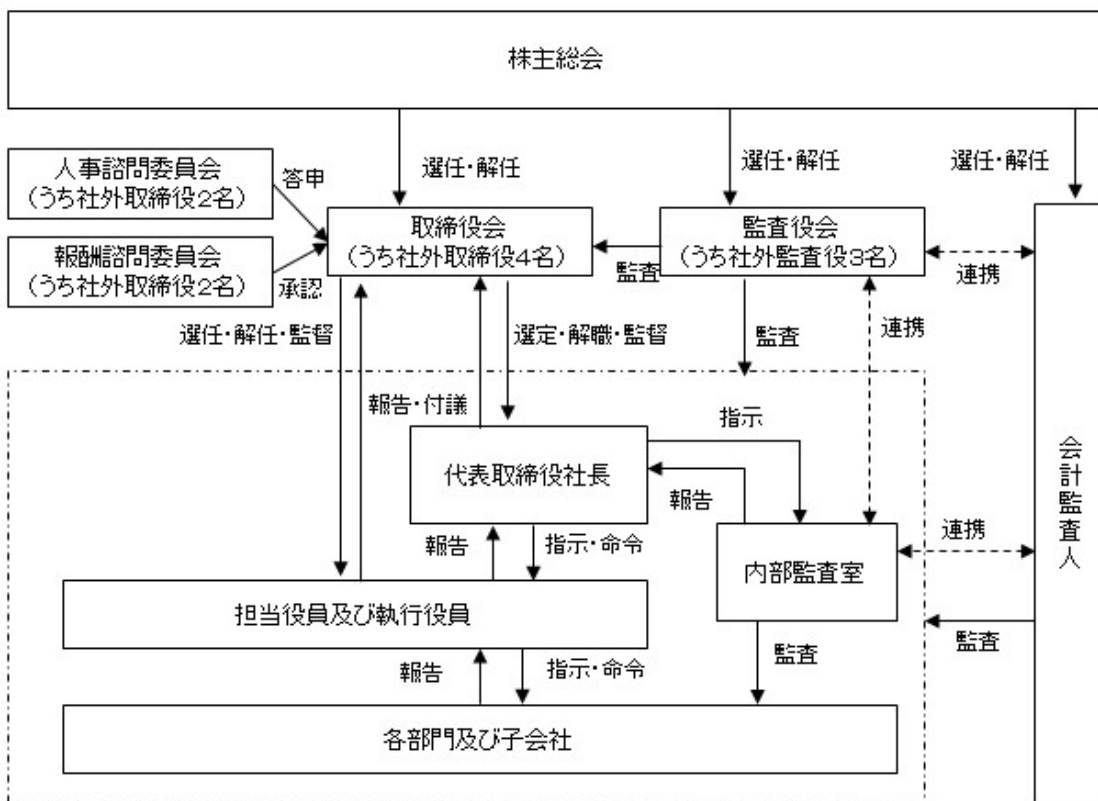 株主総会
選任・解任
選任・解任
選任・解任
人事諮問委員会
(うち社外取締役2名)
答申
報酬諮問委員会
(うち社外取締役2名)
承認
取締役会
(うち社外取締役4名)
監査
監査役会
(うち社外監査役3名)
連携
選任・解任・監督
選定・解職・監督
監査
連携
報告・付議
指示
代表取締役社長
報告
会計監査人
報告
指示・命令
内部監査室
連携
担当役員及び執行役員
監査
報告
指示・命令
監査
各部門及び子会社